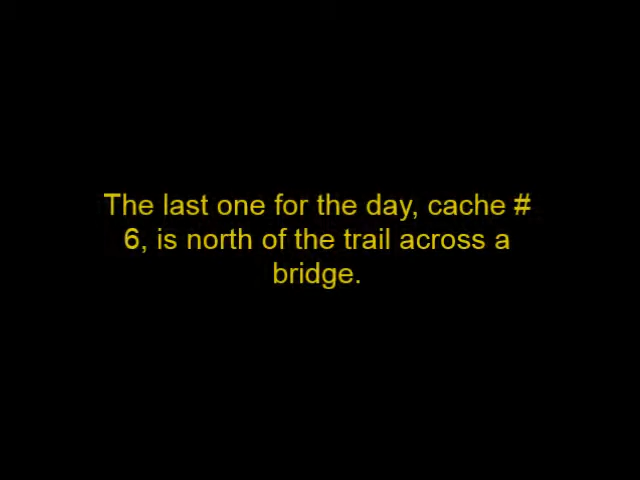 The last one for the day, cache #
6, is north of the trail across a
bridge.